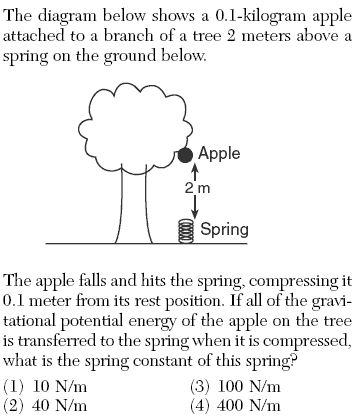 The diagram below shows a 0.1-kilogram apple
attached to a branch of a tree 2 meters above a
spring on the ground below.
Apple
2 m
Spring
The apple falls and hits the spring, compressing it
0.1 meter from its rest position. If all of the gravi-
tational potential energy of the apple on the tree
is transferred to the spring when it is compressed,
what is the spring constant of this spring?
(1) 10 N/m (3) 100 N/m
(2) 40 N/m (4) 400 N/m